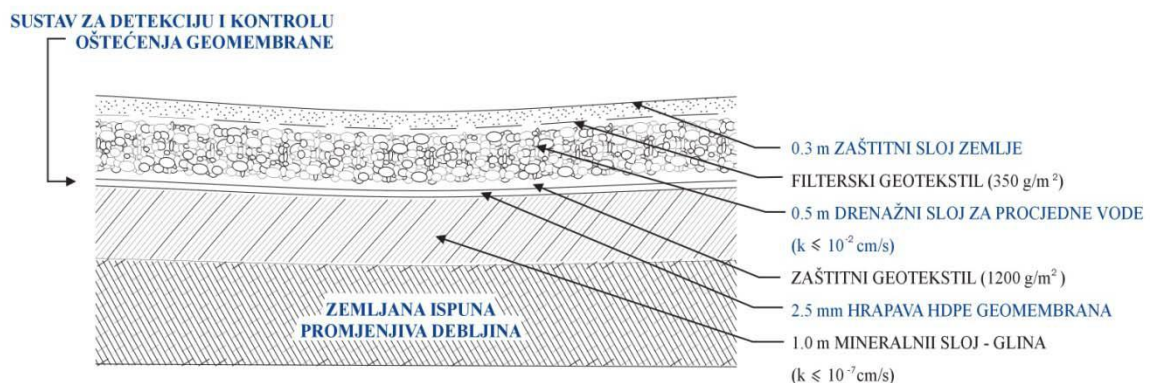 SUSTAV ZA DETEKCIJU I KONTROLU
OŠTEĆENJA GEOMEMBRANE
0.3 m ZAŠTITNI SLOJ ZEMLJE
FILTERSKI GEOTEKSTIL (350 g/m²)
0.5 m DRENAŽNI SLOJ ZA PROCJEDNE VODE
(k ⩽ 10⁻² cm/s)
ZAŠTITNI GEOTEKSTIL (1200 g/m²)
2.5 mm HRAPAVA HDPE GEOMEMBRANA
1.0 m MINERALNII SLOJ - GLINA
(k ⩽ 10⁻⁷cm/s)
ZEMLJANA ISPUNA
PROMJENJIVA DEBLJINA